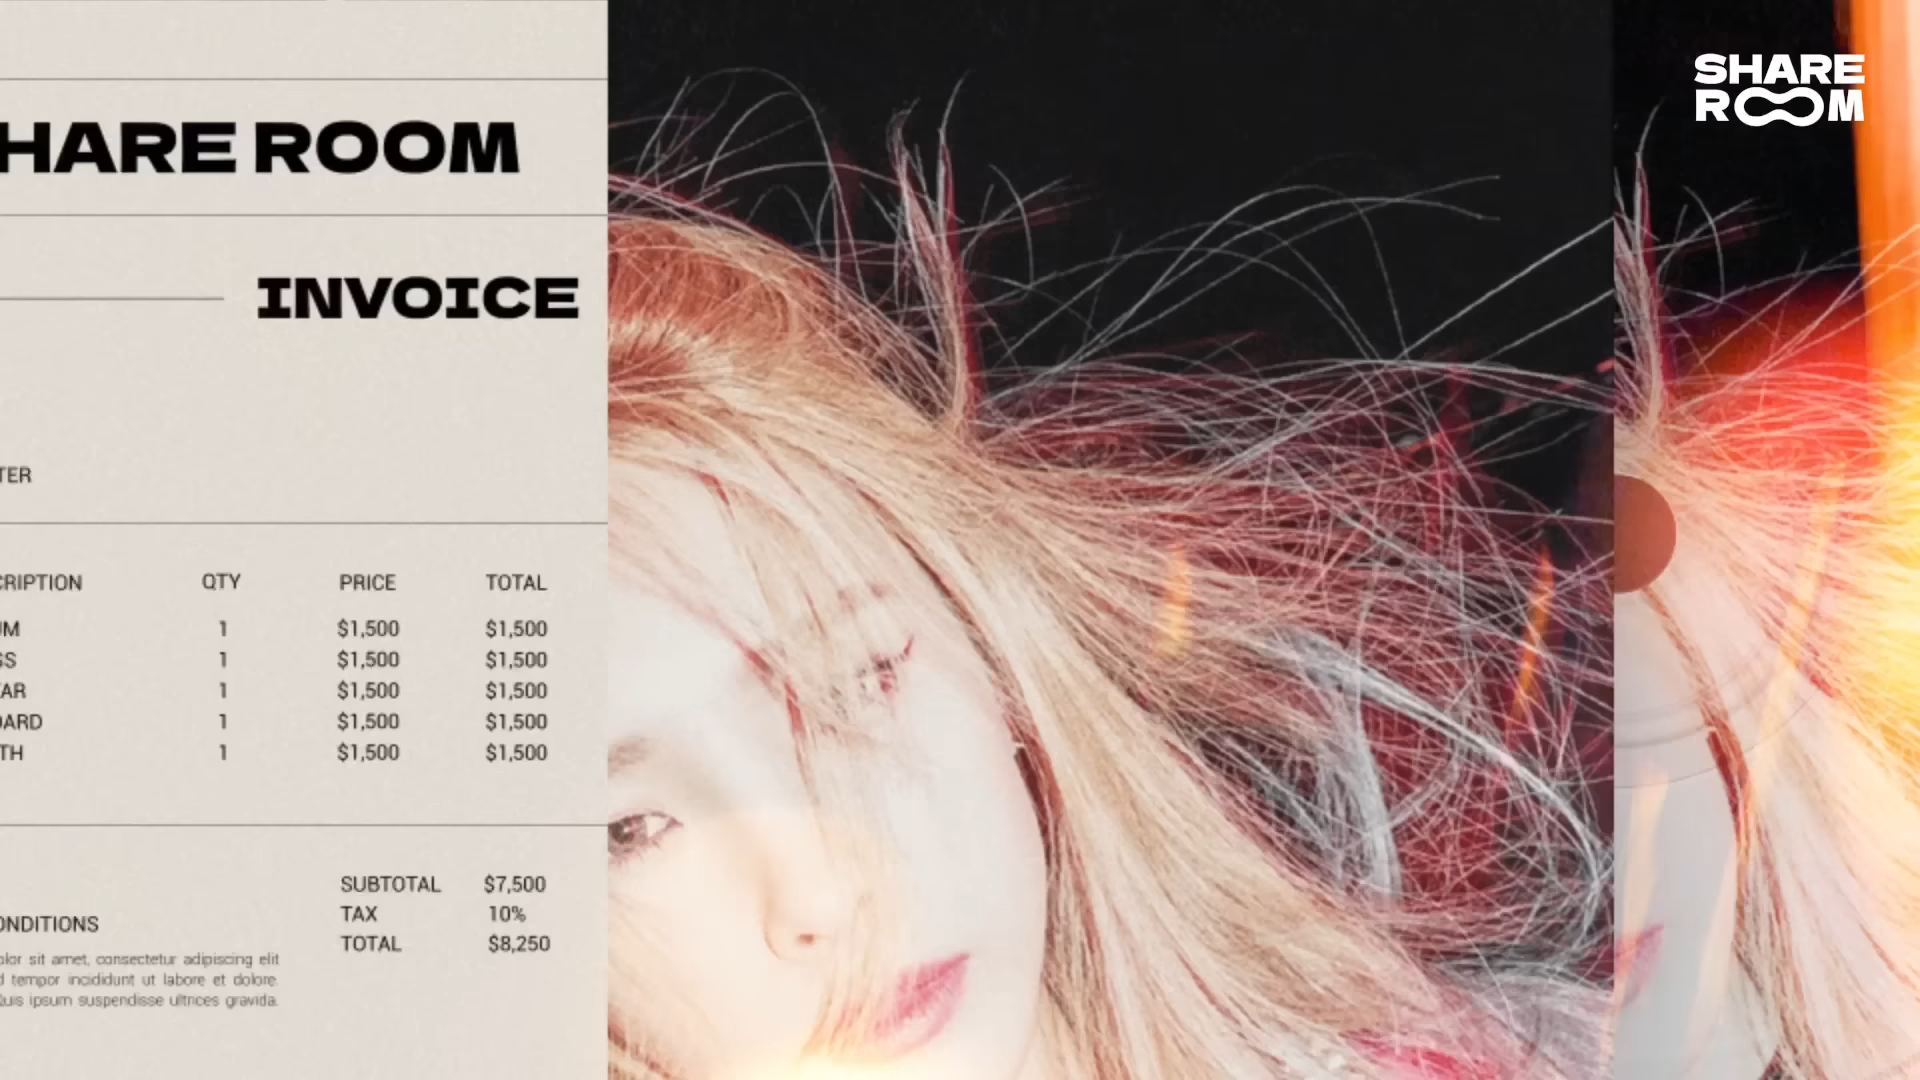 HARE ROOM
INVOICE
TER
CRIPTION QTY PRICE TOTAL
UM 1 $1,500 $1,500
SS 1 $1,500 $1,500
AR 1 $1,500 $1,500
OARD 1 $1,500 $1,500
TH 1 $1,500 $1,500
SUBTOTAL $7,500
TAX 10%
TOTAL $8,250
ONDITIONS
olor sit amet, consectetur adipiscing elit
d tempor incididunt ut labore et dolore.
Quis ipsum suspendisse ultrices gravida.
SHARE
ROOM